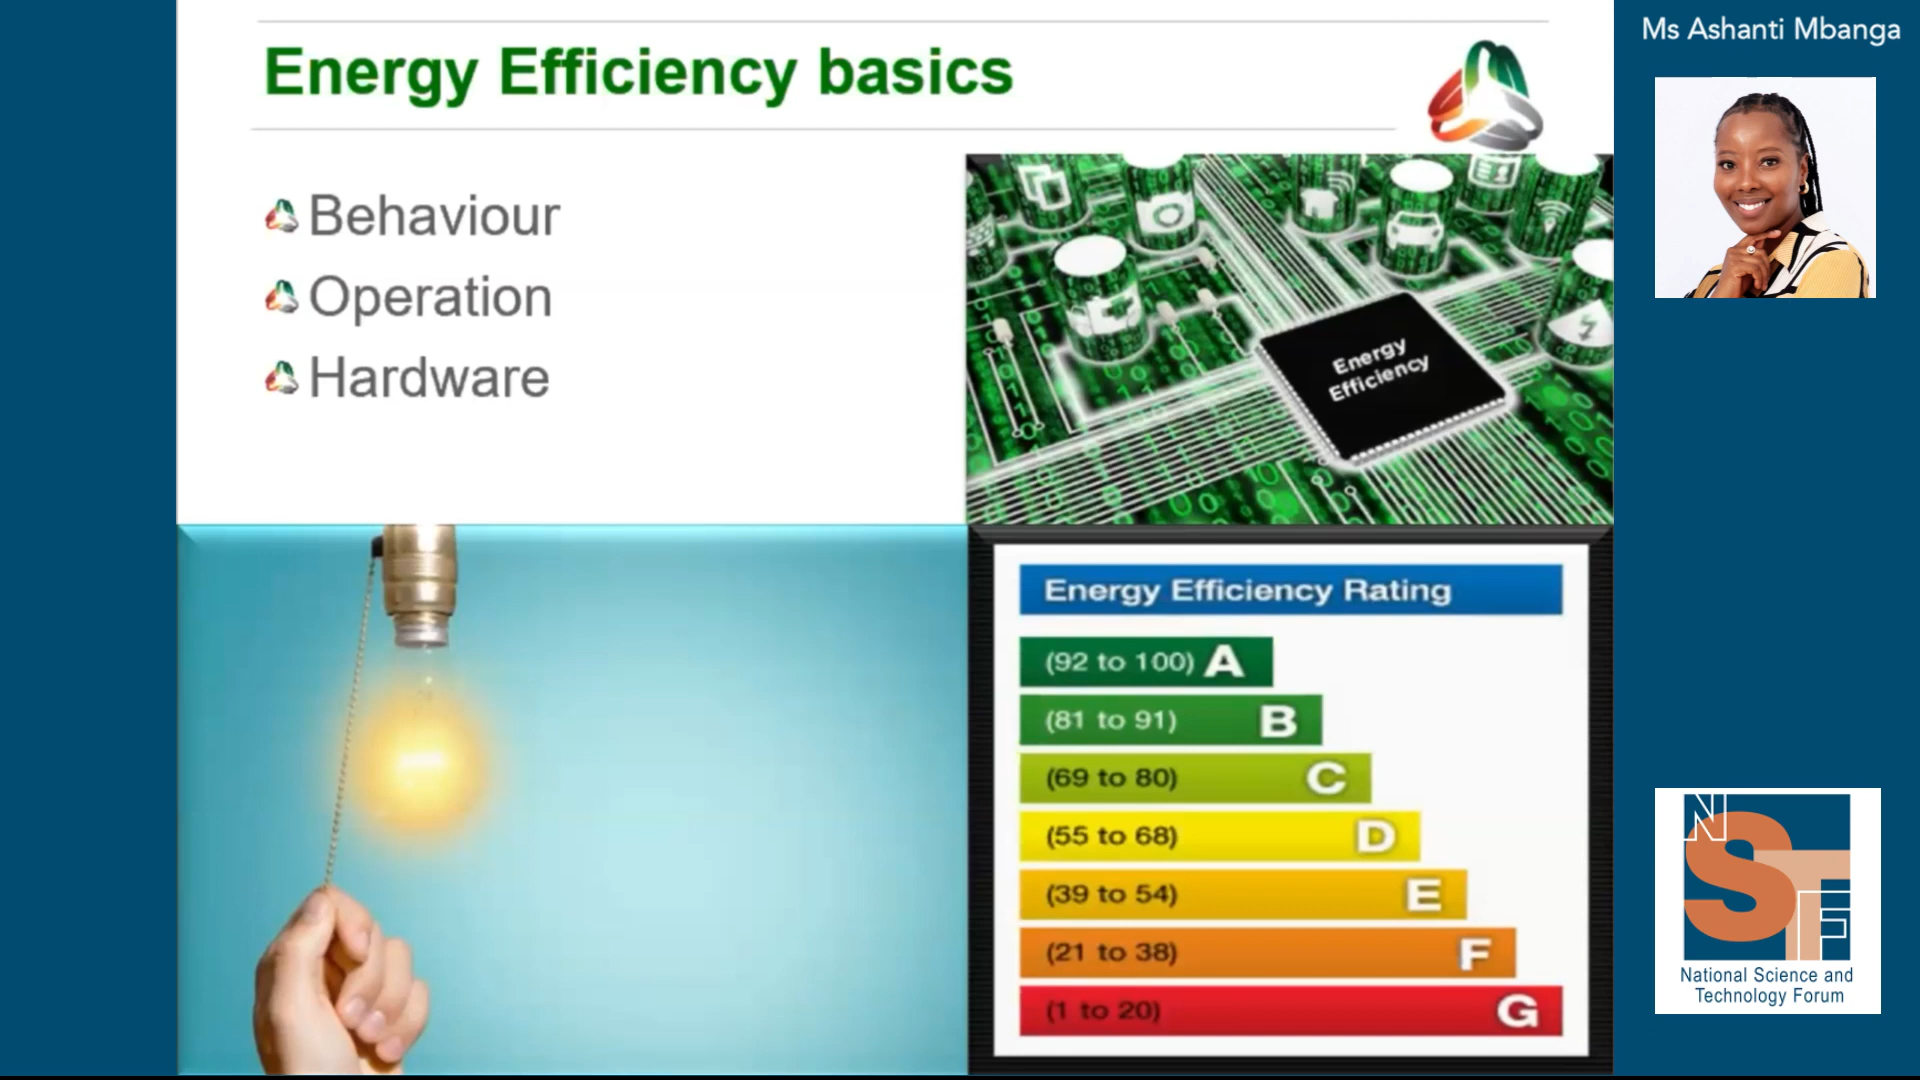 Ms Ashanti Mbanga
Energy Efficiency basics
Behaviour
Operation
Hardware
Energy
Efficiency
Energy Efficiency Rating
(92 to 100) A
(81 to 91) B
(69 to 80) C
(55 to 68) D
(39 to 54) E
(21 to 38) F
(1 to 20) G
NSTF
National Science and
Technology Forum